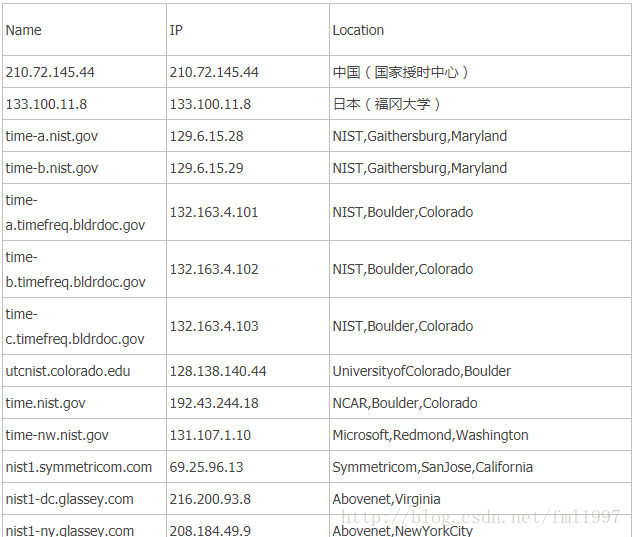 Name IP Location
210.72.145.44 210.72.145.44 中国（国家授时中心）
133.100.11.8 133.100.11.8 日本（福冈大学）
time-a.nist.gov 129.6.15.28 NIST,Gaithersburg,Maryland
time-b.nist.gov 129.6.15.29 NIST,Gaithersburg,Maryland
time-
a.timefreq.bldrdoc.gov 132.163.4.101 NIST,Boulder,Colorado
time-
b.timefreq.bldrdoc.gov 132.163.4.102 NIST,Boulder,Colorado
time-
c.timefreq.bldrdoc.gov 132.163.4.103 NIST,Boulder,Colorado
utcnist.colorado.edu 128.138.140.44 UniversityofColorado,Boulder
time.nist.gov 192.43.244.18 NCAR,Boulder,Colorado
time-nw.nist.gov 131.107.1.10 Microsoft,Redmond,Washington
nist1.symmetricom.com 69.25.96.13 Symmetricom,SanJose,California
nist1-dc.glassey.com 216.200.93.8 Abovenet,Virginia
http://blog.csdn.net/fml1997
nist1-ny.glassey.com 208.184.49.9 Abovenet,NewYorkCity